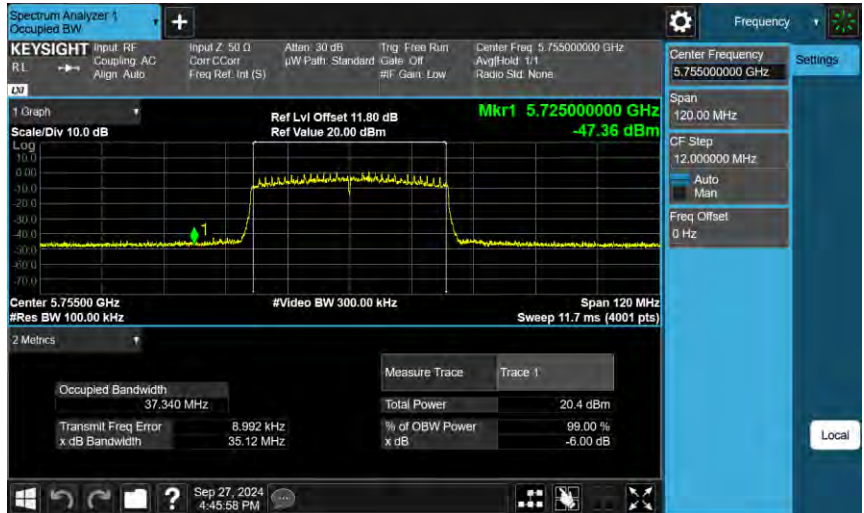 Spectrum Analyzer 1
Occupied BW
+
Frequency
KEYSIGHT
RL
LXI
Input: RF
Coupling: AC
Align: Auto
Input Z: 50 Ω
Corr CCorr
Freq Ref: Int (S)
Atten: 30 dB
µW Path: Standard
Trig: Free Run
Gate: Off
#IF Gain: Low
Center Freq: 5.755000000 GHz
Avg|Hold: 1/1
Radio Std: None
Center Frequency
5.755000000 GHz
Settings
Span
120.00 MHz
CF Step
12.000000 MHz
Auto
Man
Freq Offset
0 Hz
Local
1 Graph
Scale/Div 10.0 dB
Ref Lvl Offset 11.80 dB
Ref Value 20.00 dBm
Mkr1 5.725000000 GHz
-47.36 dBm
Log
10.0
0.00
-10.0
-20.0
-30.0
-40.0
-50.0
-60.0
-70.0
1
Center 5.75500 GHz
#Res BW 100.00 kHz
#Video BW 300.00 kHz
Span 120 MHz
Sweep 11.7 ms (4001 pts)
2 Metrics
Measure Trace
Trace 1
Occupied Bandwidth
37.340 MHz
Total Power
20.4 dBm
Transmit Freq Error
8.992 kHz
% of OBW Power
99.00 %
x dB Bandwidth
35.12 MHz
x dB
-6.00 dB
?
Sep 27, 2024
4:45:58 PM